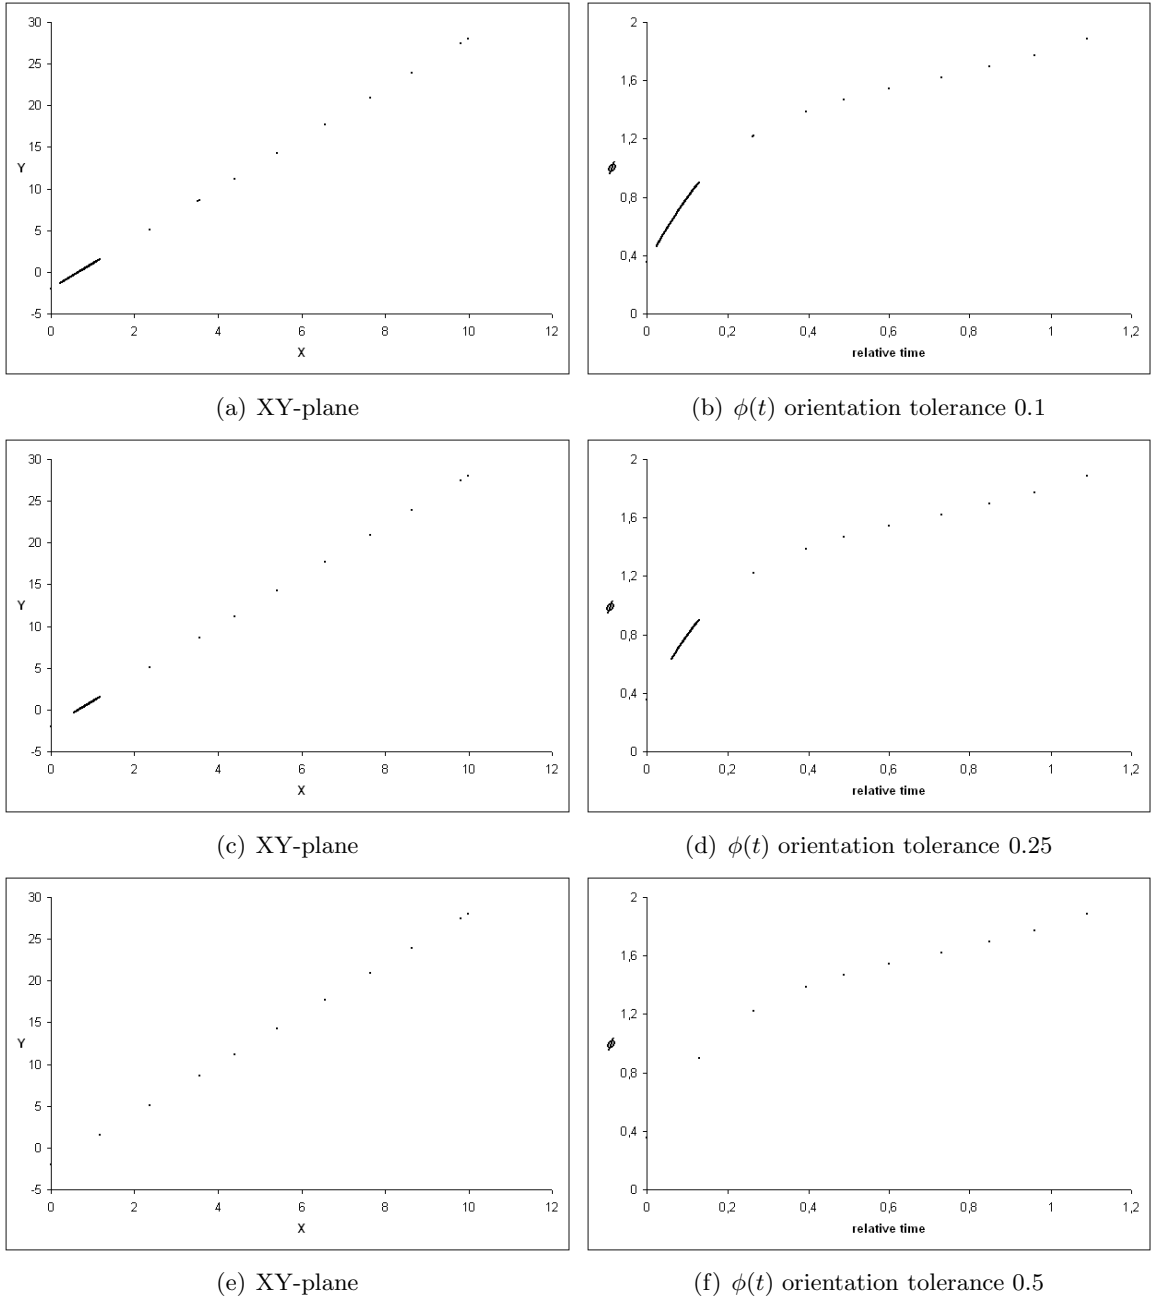 30
25
20
15
10
5
0
-5
Y
0 2 4 6 8 10 12
X
2
1,6
1,2
0,8
0,4
0
ϕ
0 0,2 0,4 0,6 0,8 1 1,2
relative time
(a) XY-plane
(b) ϕ(t) orientation tolerance 0.1
30
25
20
15
10
5
0
-5
Y
0 2 4 6 8 10 12
X
2
1,6
1,2
0,8
0,4
0
ϕ
0 0,2 0,4 0,6 0,8 1 1,2
relative time
(c) XY-plane
(d) ϕ(t) orientation tolerance 0.25
30
25
20
15
10
5
0
-5
Y
0 2 4 6 8 10 12
X
2
1,6
1,2
0,8
0,4
0
ϕ
0 0,2 0,4 0,6 0,8 1 1,2
relative time
(e) XY-plane
(f) ϕ(t) orientation tolerance 0.5